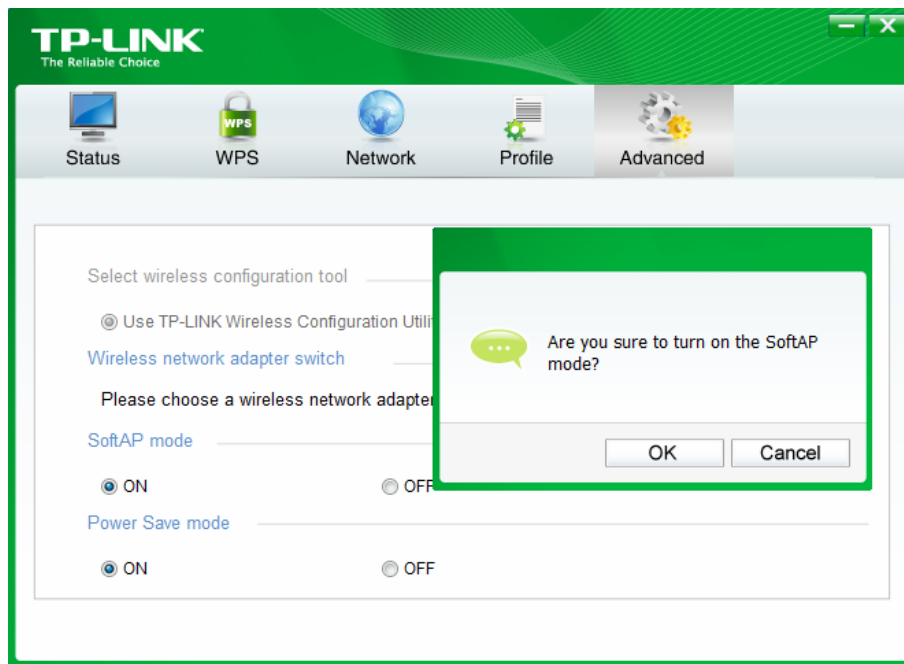 TP-LINK
The Reliable Choice
Status
WPS
WPS
Network
Profile
Advanced
Select wireless configuration tool
Use TP-LINK Wireless Configuration Utili
Wireless network adapter switch
Please choose a wireless network adapter
SoftAP mode
ON OFF
Power Save mode
ON OFF
Are you sure to turn on the SoftAP
mode?
OK Cancel